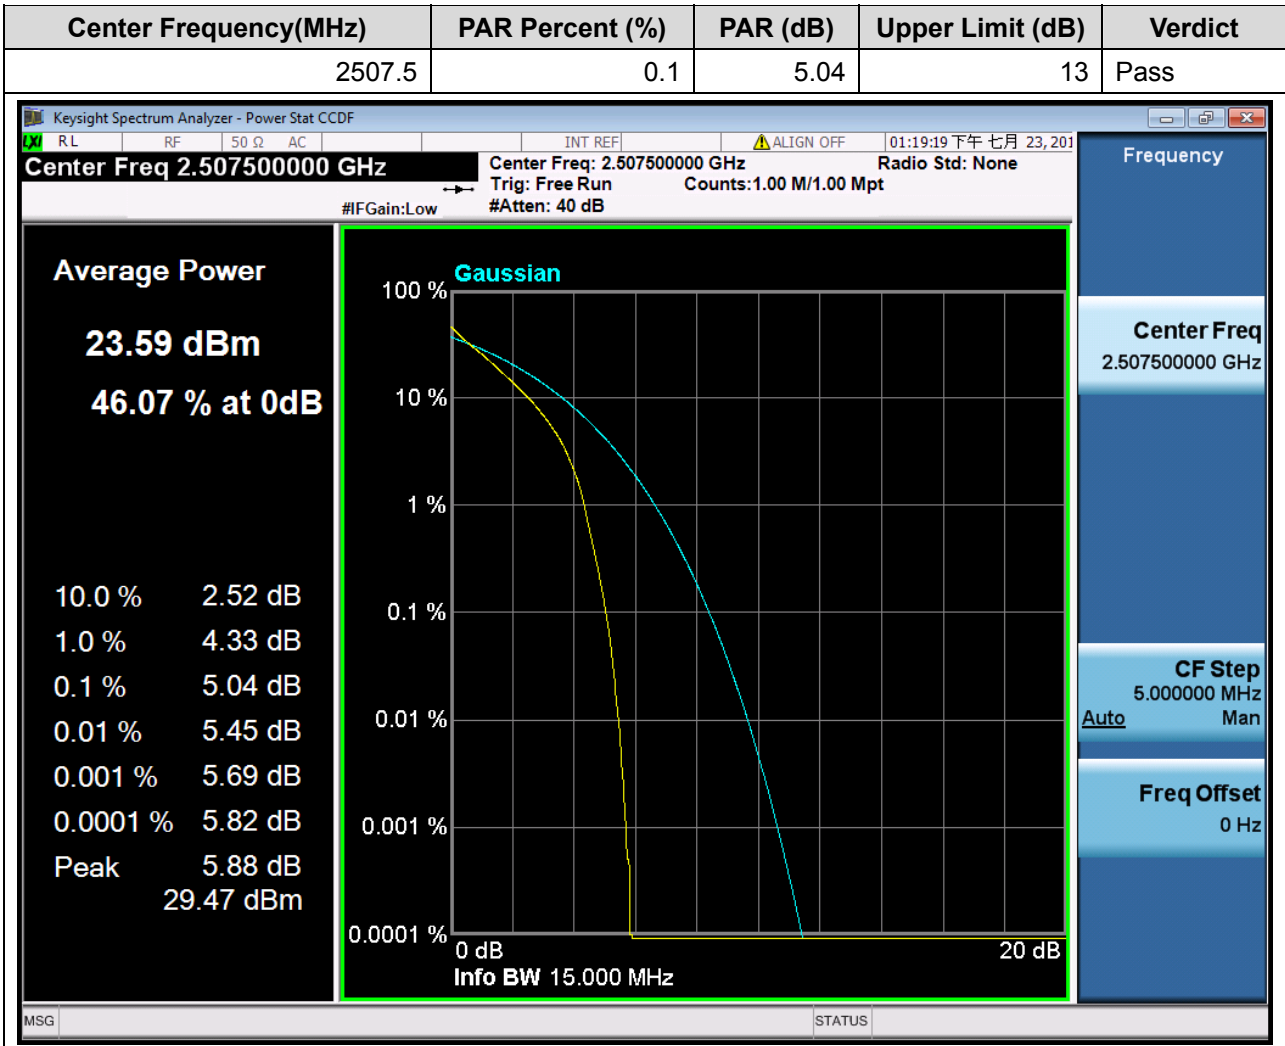 Center Frequency(MHz) PAR Percent (%) PAR (dB) Upper Limit (dB) Verdict
2507.5 0.1 5.04 13 Pass
Keysight Spectrum Analyzer - Power Stat CCDF
LXI RL RF 50 Ω AC INT REF ALIGN OFF 01:19:19 下午 七月 23, 201
Center Freq 2.507500000 GHz
Center Freq: 2.507500000 GHz Radio Std: None
Trig: Free Run Counts:1.00 M/1.00 Mpt
#IFGain:Low #Atten: 40 dB
Average Power
23.59 dBm
46.07 % at 0dB
10.0 % 2.52 dB
1.0 % 4.33 dB
0.1 % 5.04 dB
0.01 % 5.45 dB
0.001 % 5.69 dB
0.0001 % 5.82 dB
Peak 5.88 dB
29.47 dBm
Gaussian
100 %
10 %
1 %
0.1 %
0.01 %
0.001 %
0.0001 %
0 dB 20 dB
Info BW 15.000 MHz
Frequency
Center Freq
2.507500000 GHz
CF Step
5.000000 MHz
Auto Man
Freq Offset
0 Hz
MSG STATUS